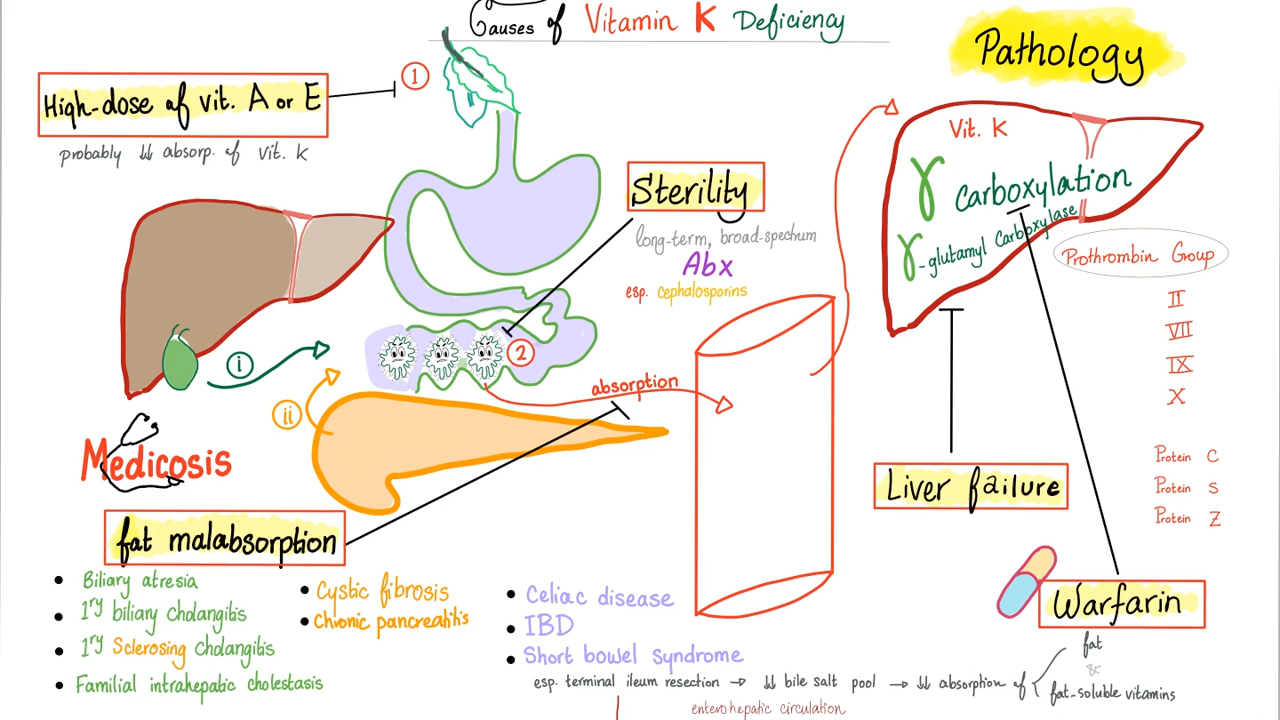 Causes of Vitamin K Deficiency
Pathology
High-dose of vit. A or E
probably ↓↓ absorp. of vit. K
①
Vit. K
γ carboxylation
γ-glutamyl Carboxylase
Prothrombin Group
II
VII
IX
X
Protein C
Protein S
Protein Z
Sterility
long-term, broad-spectrum
Abx
esp. cephalosporins
②
absorption
i
ii
Medicosis
Liver failure
Warfarin
fat
&
fat-soluble vitamins
fat malabsorption
• Biliary atresia
• 1ry biliary Cholangitis
• 1ry Sclerosing Cholangitis
• Familial intrahepatic cholestasis
• Cystic fibrosis
• Chronic pancreatitis
• Celiac disease
• IBD
• Short bowel syndrome
esp. terminal ileum resection → ↓↓ bile salt pool → ↓↓ absorption of
enterohepatic circulation